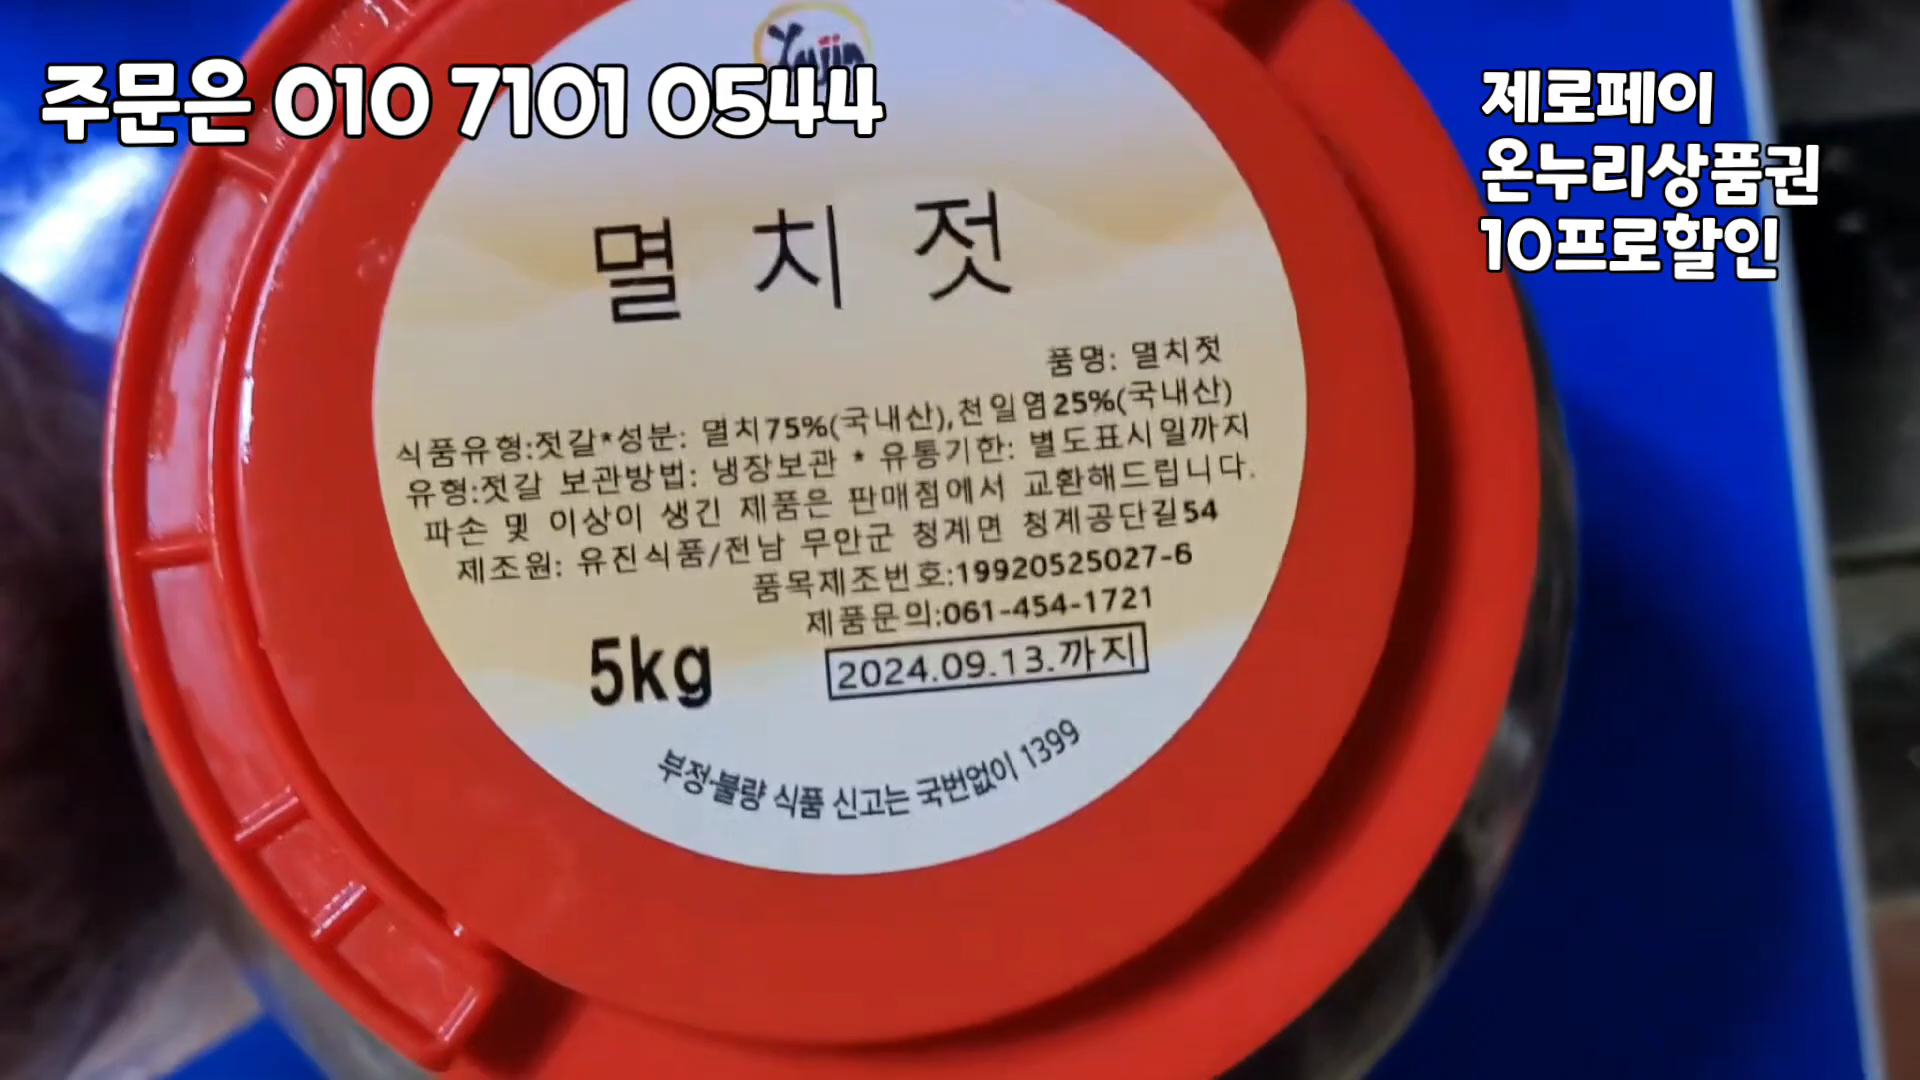 주문은 010 7101 0544
제로페이
온누리상품권
10프로할인
Yujin
멸치젓
품명: 멸치젓
식품유형:젓갈*성분: 멸치75%(국내산),천일염25%(국내산)
유형:젓갈 보관방법: 냉장보관 * 유통기한: 별도표시일까지
파손 및 이상이 생긴 제품은 판매점에서 교환해드립니다.
제조원: 유진식품/전남 무안군 청계면 청계공단길54
품목제조번호:19920525027-6
제품문의:061-454-1721
5kg
2024.09.13.까지
부정·불량 식품 신고는 국번없이 1399